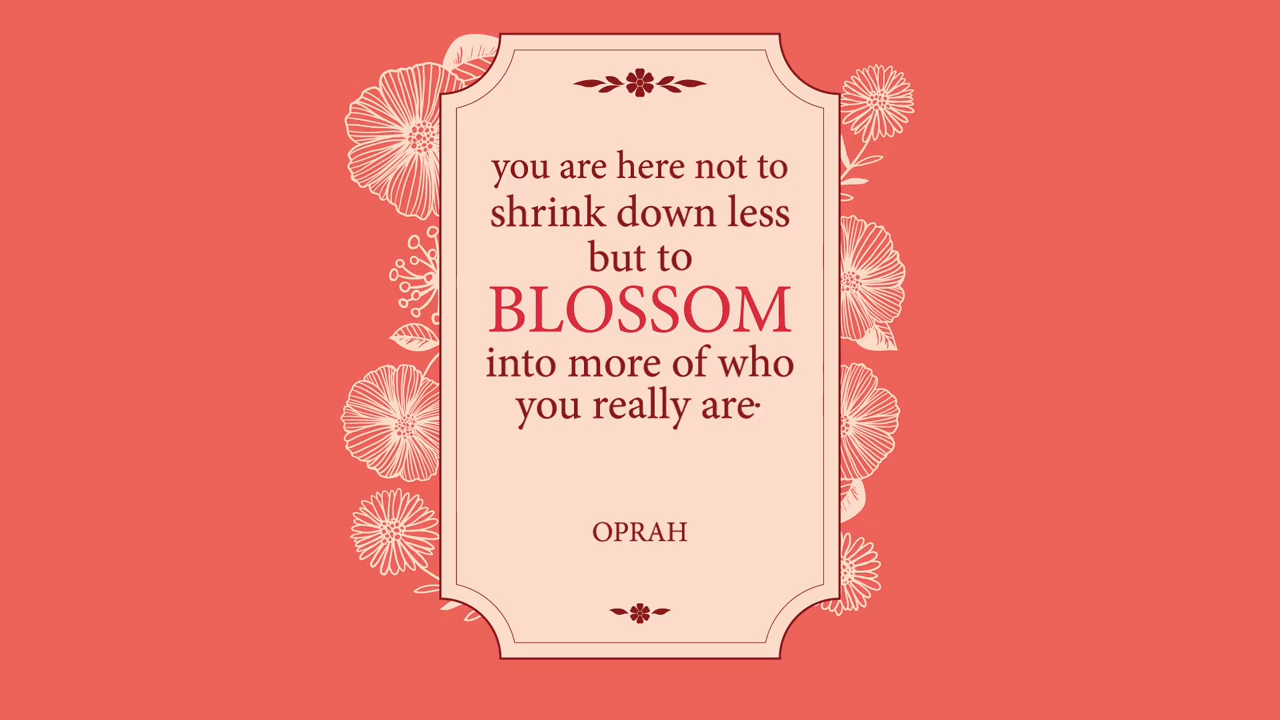 you are here not to
shrink down less
but to
BLOSSOM
into more of who
you really are·
OPRAH